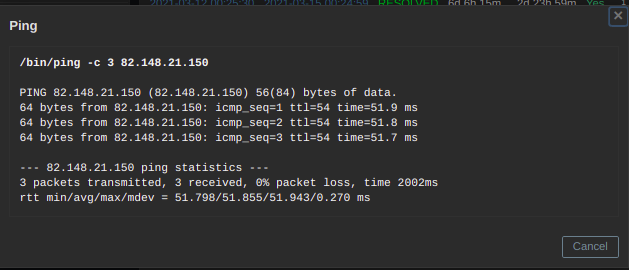 2021-03-12 00:25:30 2021-03-15 00:24:59 RESOLVED 6d 6h 15m 2d 23h 59m Yes
Ping
/bin/ping -c 3 82.148.21.150
PING 82.148.21.150 (82.148.21.150) 56(84) bytes of data.
64 bytes from 82.148.21.150: icmp_seq=1 ttl=54 time=51.9 ms
64 bytes from 82.148.21.150: icmp_seq=2 ttl=54 time=51.8 ms
64 bytes from 82.148.21.150: icmp_seq=3 ttl=54 time=51.7 ms
--- 82.148.21.150 ping statistics ---
3 packets transmitted, 3 received, 0% packet loss, time 2002ms
rtt min/avg/max/mdev = 51.798/51.855/51.943/0.270 ms
Cancel